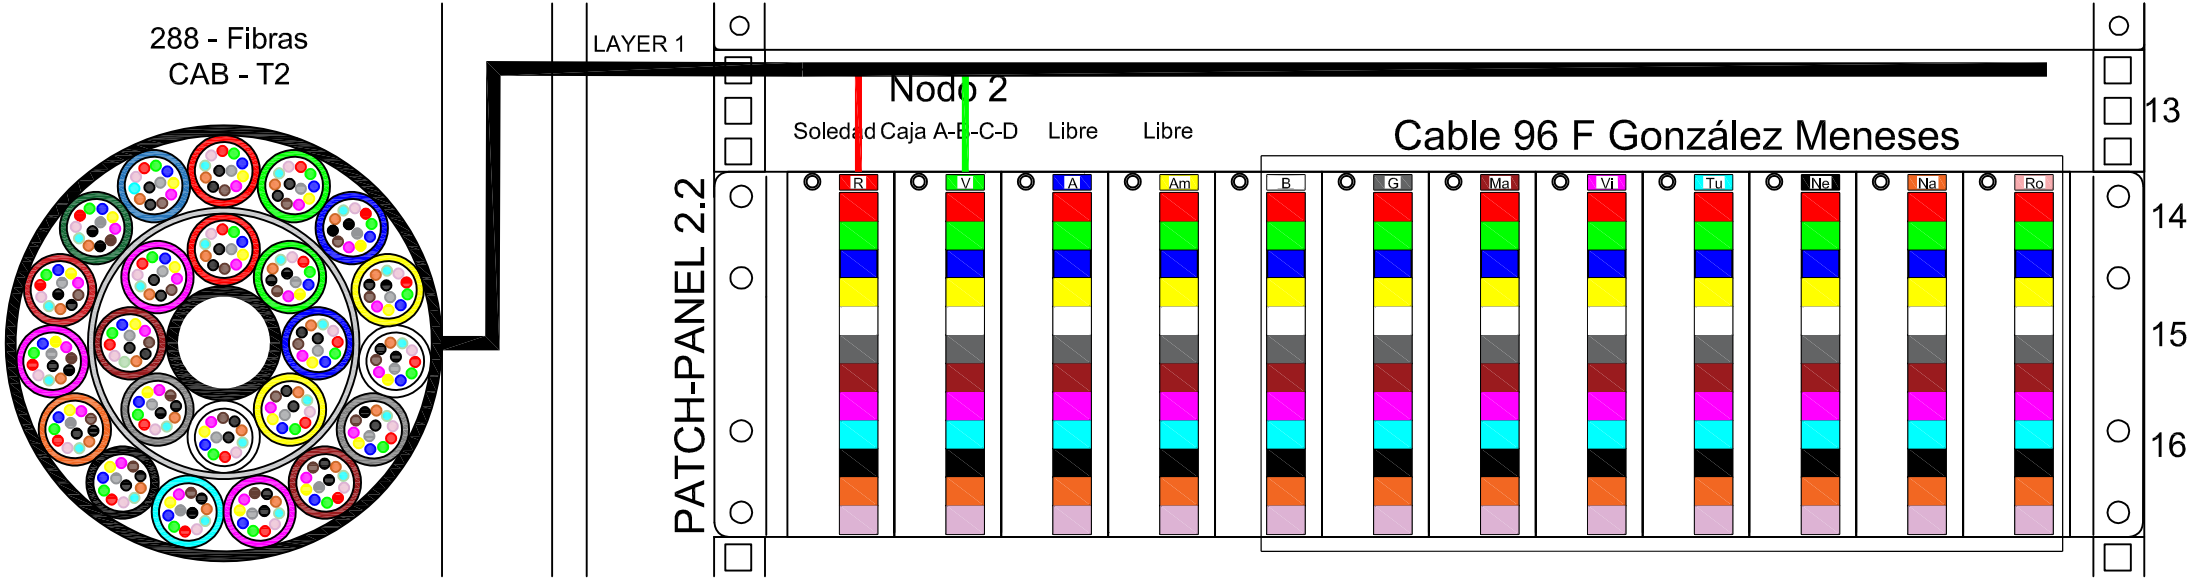 288 - Fibras
CAB - T2
LAYER 1
Nodo 2
Soledad Caja A-B-C-D Libre Libre
Cable 96 F González Meneses
13
PATCH-PANEL 2.2
R V A Am B G Ma Vi Tu Ne Na Ro
14
15
16